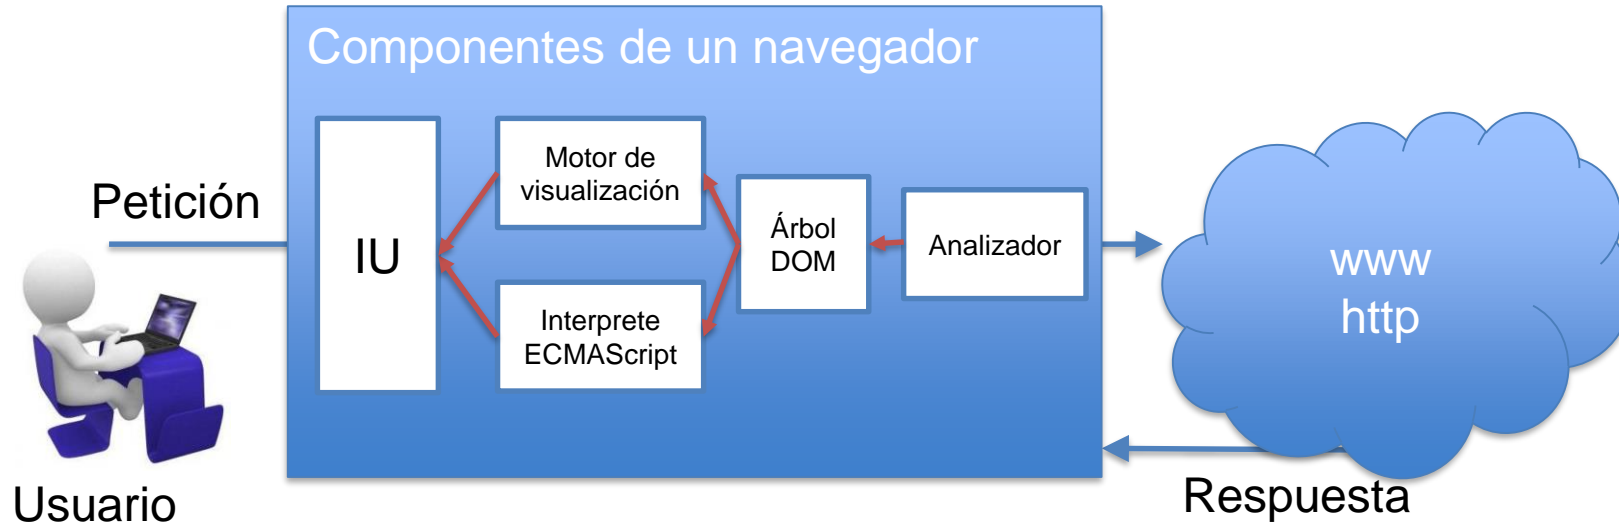 Componentes de un navegador
Petición
IU
Motor de
visualización
Interprete
ECMAScript
Árbol
DOM
Analizador
www
http
Usuario
Respuesta